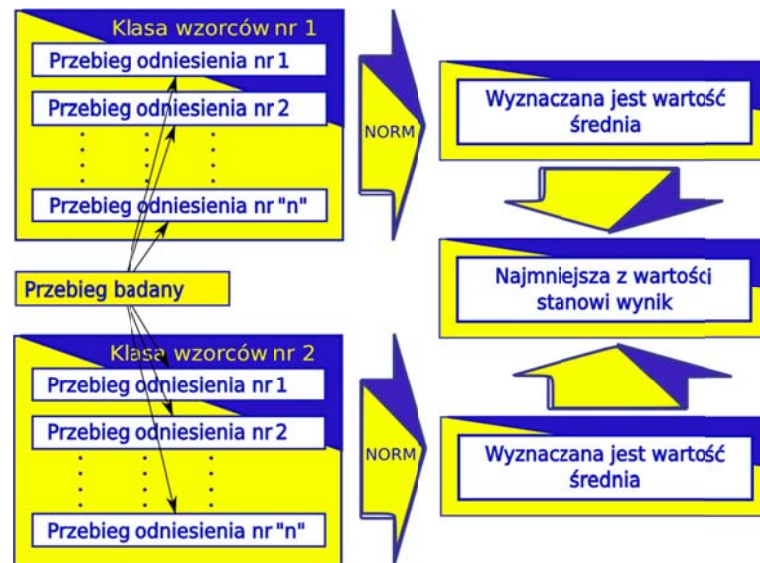 Klasa wzorców nr 1
Przebieg odniesienia nr 1
Przebieg odniesienia nr 2
Przebieg odniesienia nr "n"
NORM
Wyznaczana jest wartość
średnia
Przebieg badany
Najmniejsza z wartości
stanowi wynik
Klasa wzorców nr 2
Przebieg odniesienia nr 1
Przebieg odniesienia nr 2
Przebieg odniesienia nr "n"
NORM
Wyznaczana jest wartość
średnia